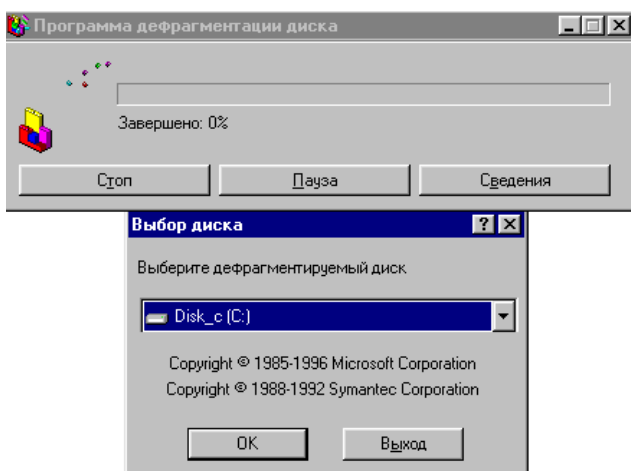 Программа дефрагментации диска
Завершено: 0%
Стоп Пауза Сведения
Выбор диска
Выберите дефрагментируемый диск
Disk_c (C:)
Copyright © 1985-1996 Microsoft Corporation
Copyright © 1988-1992 Symantec Corporation
OK Выход